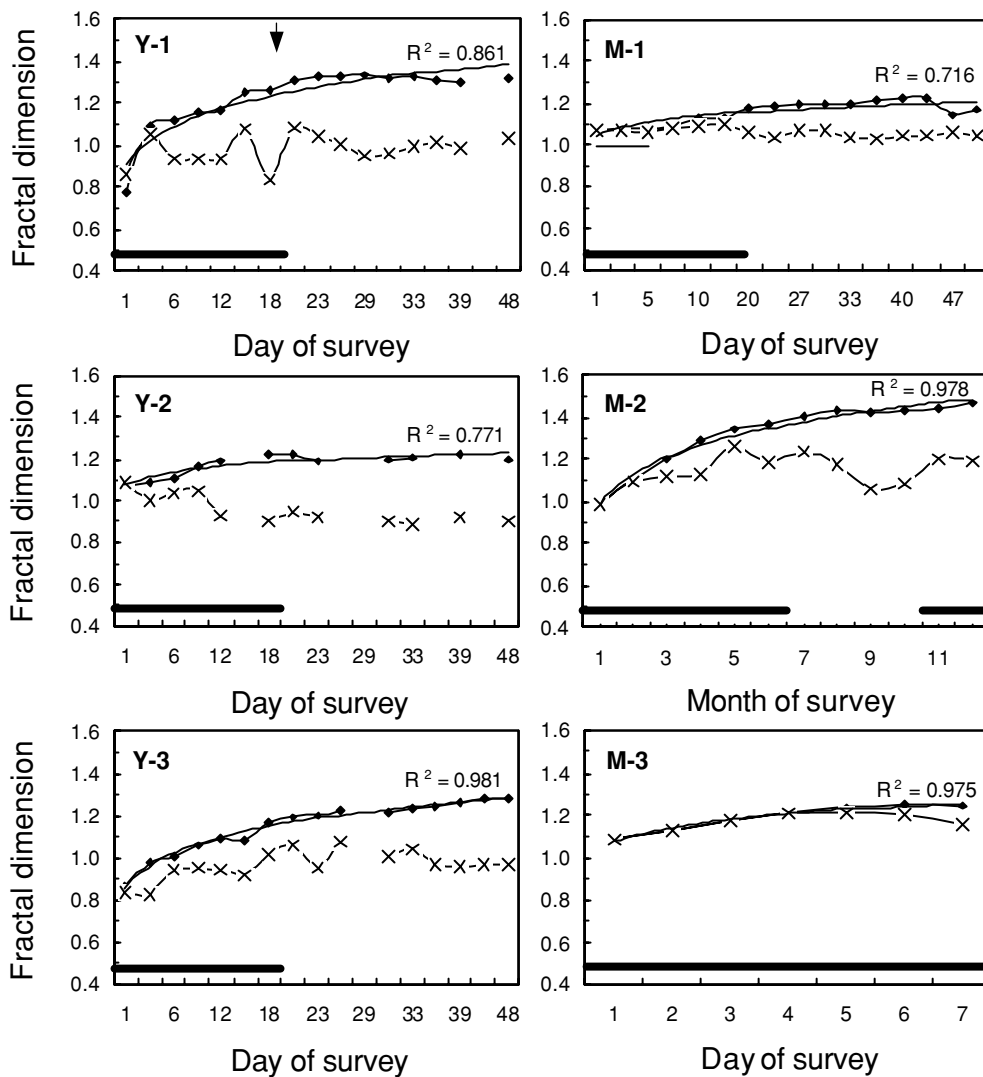 Fractal dimension
1.6
1.4
1.2
1.0
0.8
0.6
0.4
Y-1
R² = 0.861
1 6 12 18 23 29 33 39 48
Day of survey
1.6
1.4
1.2
1.0
0.8
0.6
0.4
M-1
R² = 0.716
1 5 10 20 27 33 40 47
Day of survey
Fractal dimension
1.6
1.4
1.2
1.0
0.8
0.6
0.4
Y-2
R² = 0.771
1 6 12 18 23 29 33 39 48
Day of survey
1.6
1.4
1.2
1.0
0.8
0.6
0.4
M-2
R² = 0.978
1 3 5 7 9 11
Month of survey
Fractal dimension
1.6
1.4
1.2
1.0
0.8
0.6
0.4
Y-3
R² = 0.981
1 6 12 18 23 29 33 39 48
Day of survey
1.6
1.4
1.2
1.0
0.8
0.6
0.4
M-3
R² = 0.975
1 2 3 4 5 6 7
Day of survey